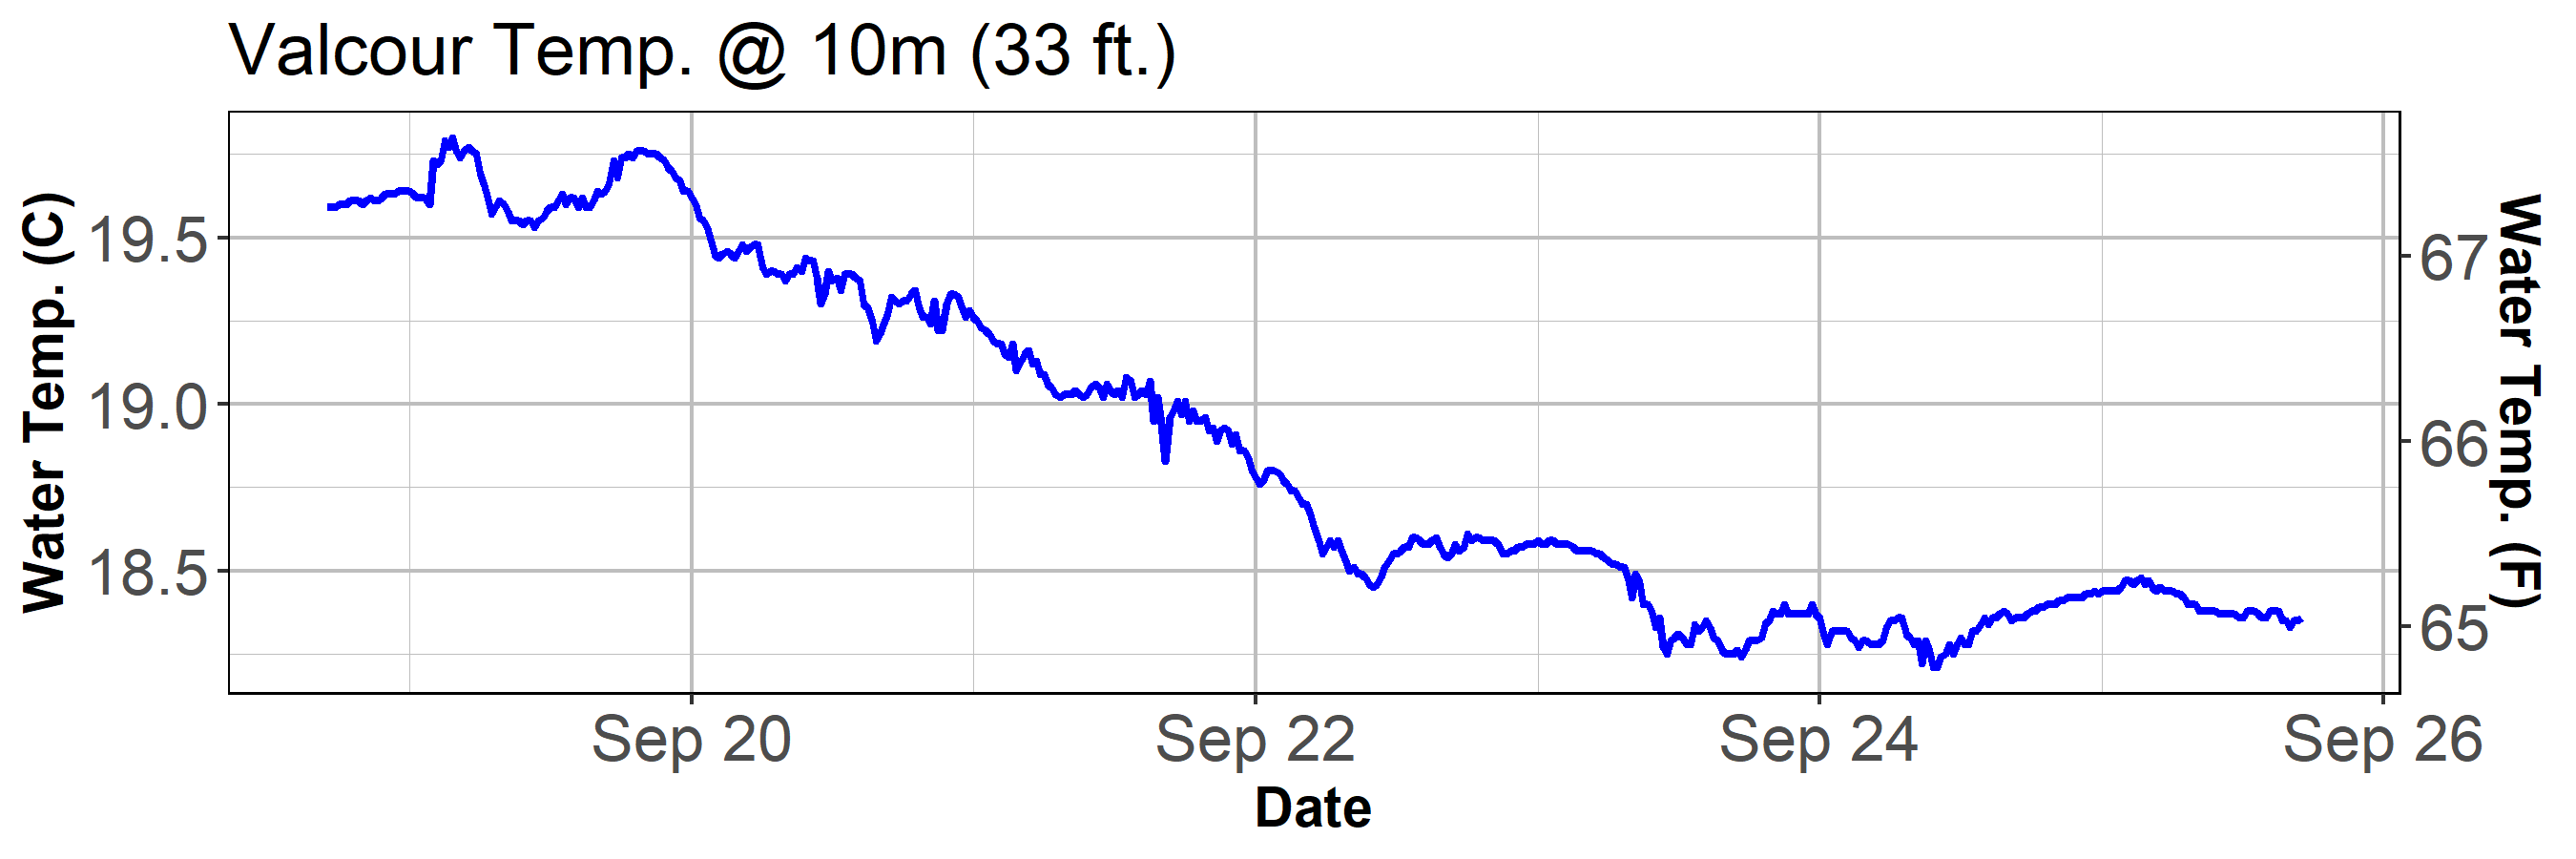 Valcour Temp. @ 10m (33 ft.)
Water Temp. (C)
19.5
19.0
18.5
67
66
65
Water Temp. (F)
Sep 20 Sep 22 Sep 24 Sep 26
Date